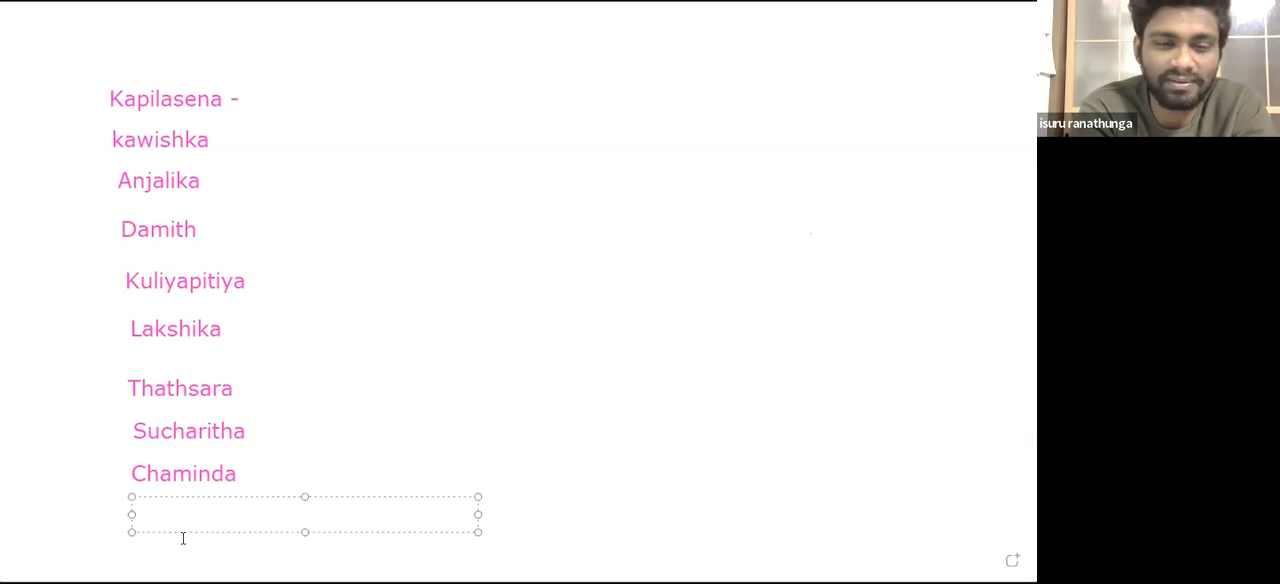 Kapilasena -
kawishka
Anjalika
Damith
Kuliyapitiya
Lakshika
Thathsara
Sucharitha
Chaminda
isuru ranathunga